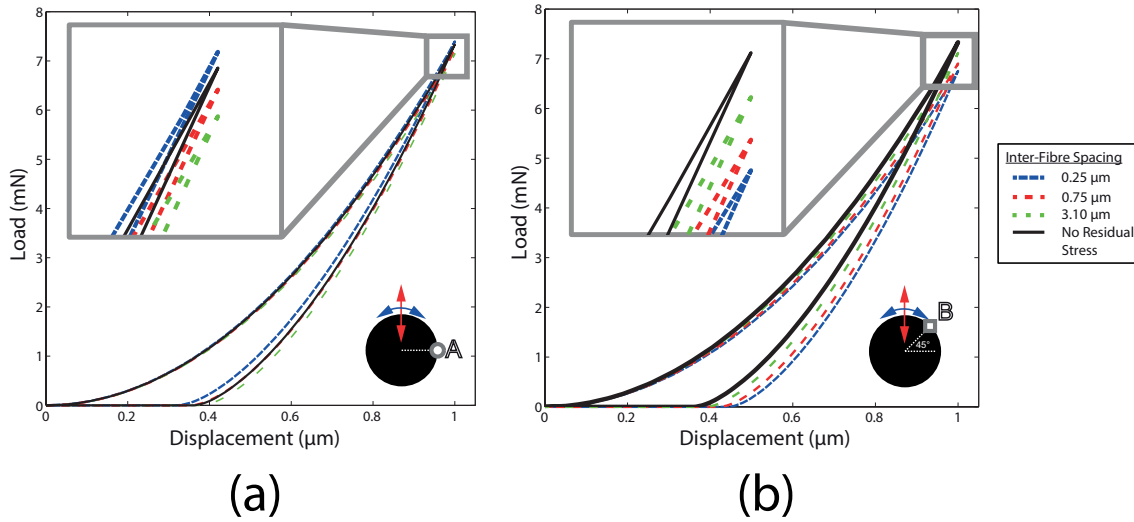 8
7
6
5
4
3
2
1
0
Load (mN)
0
0.2
0.4
0.6
0.8
1
Displacement (μm)
A
(a)
8
7
6
5
4
3
2
1
0
Load (mN)
0
0.2
0.4
0.6
0.8
1
Displacement (μm)
B
45°
(b)
Inter-Fibre Spacing
0.25 μm
0.75 μm
3.10 μm
No Residual
Stress